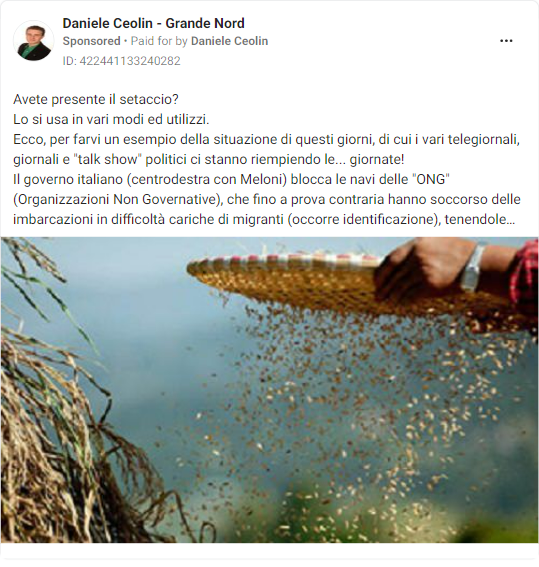 Daniele Ceolin - Grande Nord
Sponsored • Paid for by Daniele Ceolin
ID: 422441133240282
Avete presente il setaccio?
Lo si usa in vari modi ed utilizzi.
Ecco, per farvi un esempio della situazione di questi giorni, di cui i vari telegiornali,
giornali e "talk show" politici ci stanno riempiendo le... giornate!
Il governo italiano (centrodestra con Meloni) blocca le navi delle "ONG"
(Organizzazioni Non Governative), che fino a prova contraria hanno soccorso delle
imbarcazioni in difficoltà cariche di migranti (occorre identificazione), tenendole...